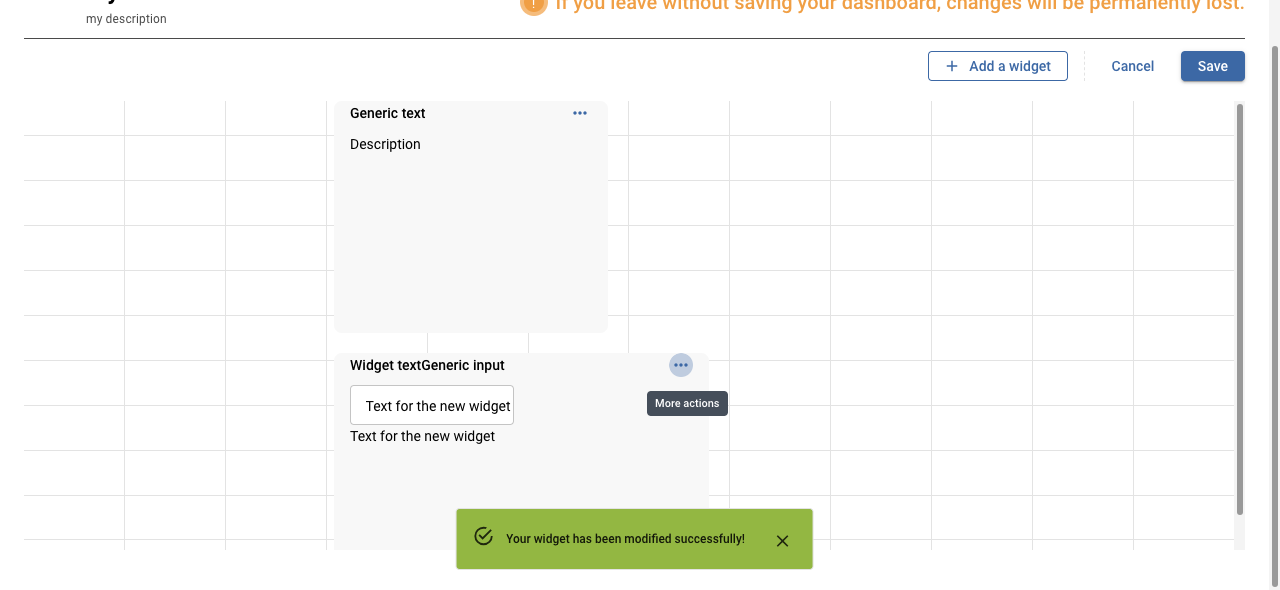 my description
If you leave without saving your dashboard, changes will be permanently lost.
Add a widget
Cancel
Save
Generic text
Description
Widget textGeneric input
More actions
Text for the new widget
Text for the new widget
Your widget has been modified successfully!